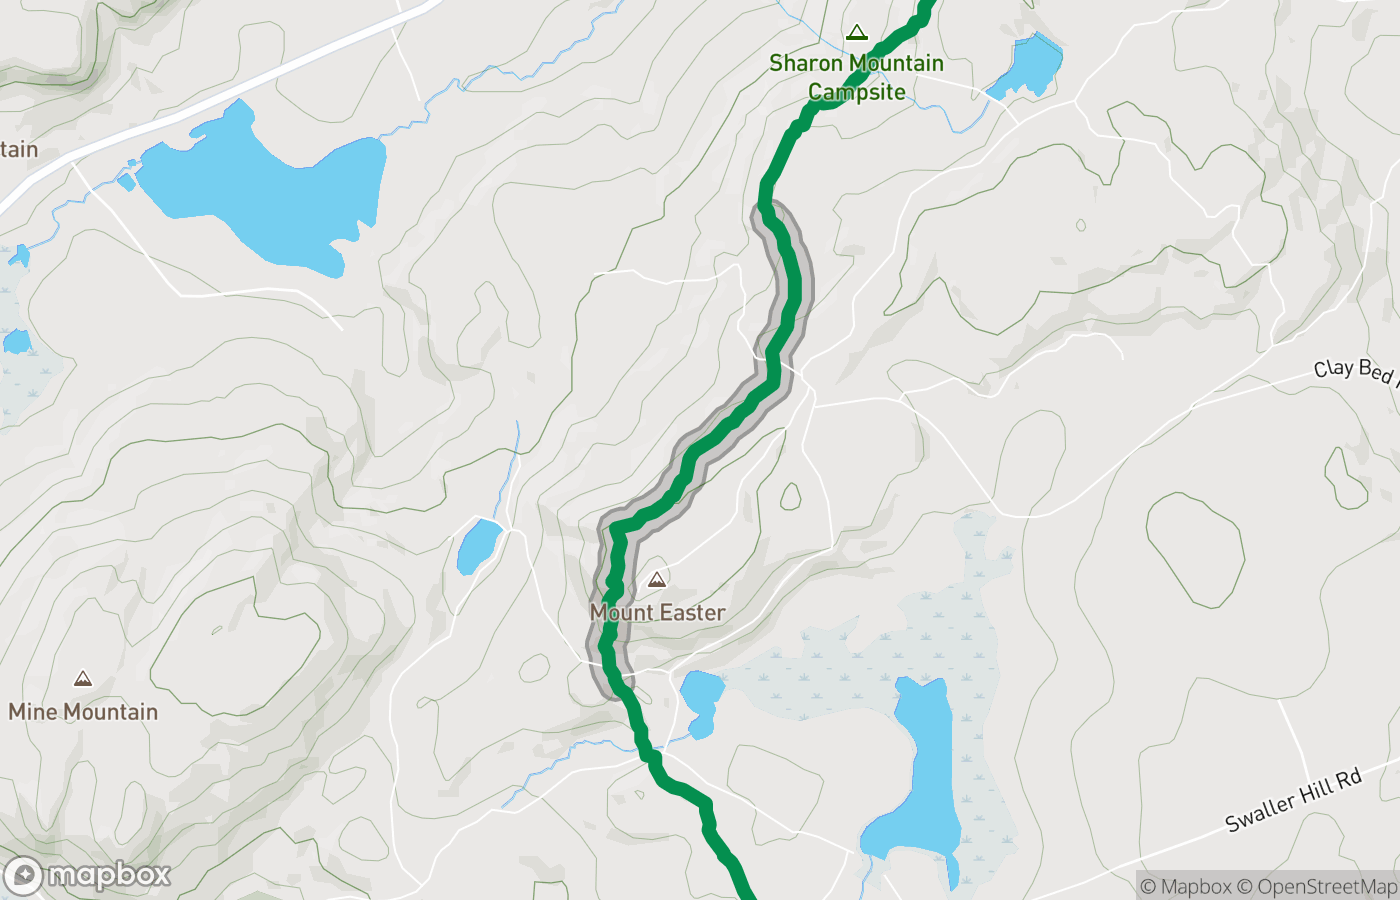 Sharon Mountain
Campsite
tain
Clay Bed
Mount Easter
Mine Mountain
Swaller Hill Rd
mapbox
© Mapbox © OpenStreetMap